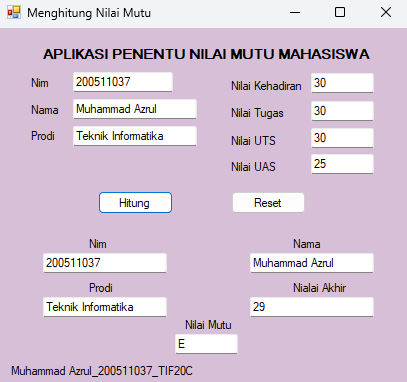 Menghitung Nilai Mutu
APLIKASI PENENTU NILAI MUTU MAHASISWA
Nim 200511037
Nilai Kehadiran 30
Nama Muhammad Azrul
Nilai Tugas 30
Prodi Teknik Informatika
Nilai UTS 30
Nilai UAS 25
Hitung Reset
Nim Nama
200511037 Muhammad Azrul
Prodi Nialai Akhir
Teknik Informatika 29
Nilai Mutu
E
Muhammad Azrul_200511037_TIF20C